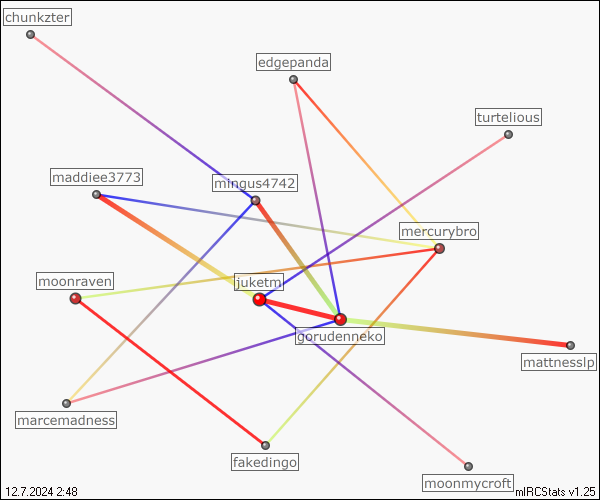 chunkzter
edgepanda
turtelious
maddiee3773
mingus4742
mercurybro
moonraven
juketm
gorudenneko
mattnesslp
marcemadness
fakedingo
moonmycroft
12.7.2024 2:48
mIRCStats v1.25